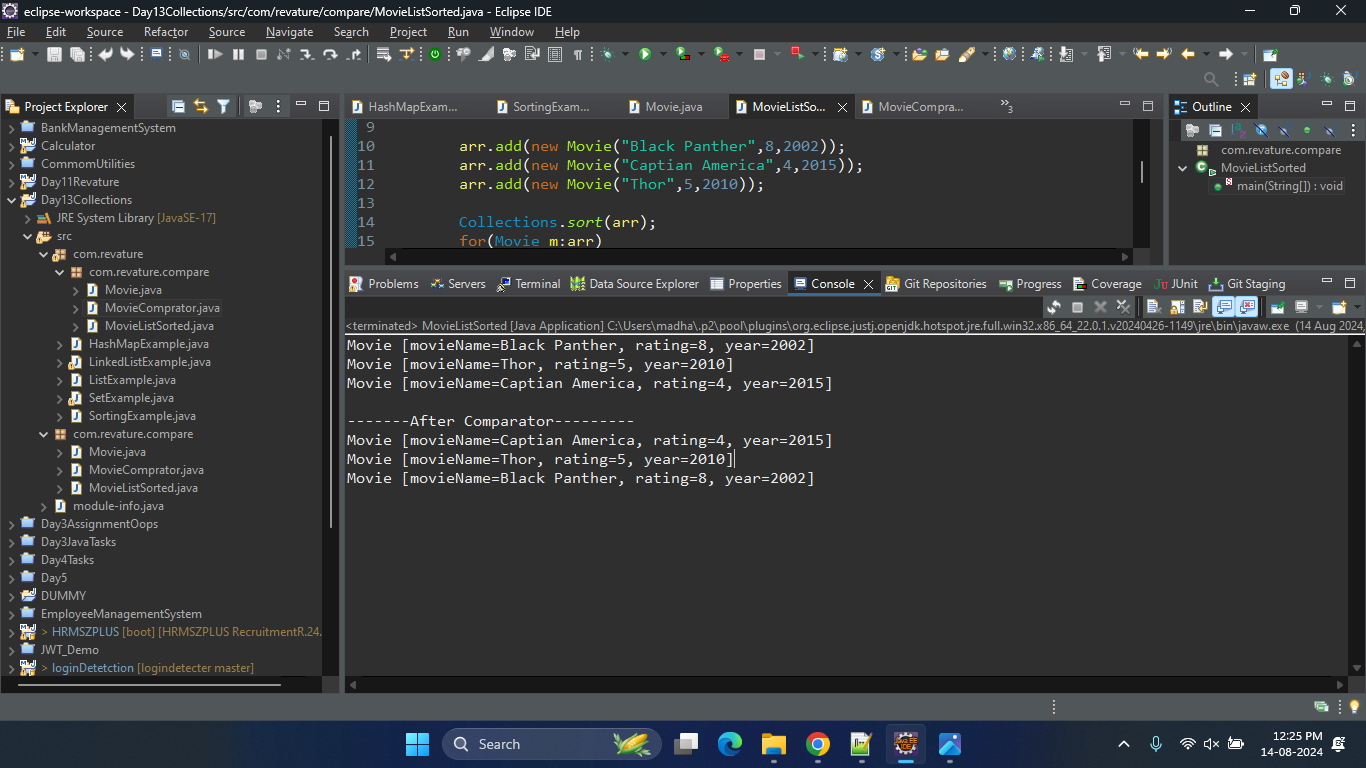 eclipse-workspace - Day13Collections/src/com/revature/compare/MovieListSorted.java - Eclipse IDE
File Edit Source Refactor Source Navigate Search Project Run Window Help
Project Explorer
BankManagementSystem
Calculator
CommomUtilities
Day11Revature
Day13Collections
JRE System Library [JavaSE-17]
src
com.revature
com.revature.compare
Movie.java
MovieComprator.java
MovieListSorted.java
HashMapExample.java
LinkedListExample.java
ListExample.java
SetExample.java
SortingExample.java
com.revature.compare
Movie.java
MovieComprator.java
MovieListSorted.java
module-info.java
Day3AssignmentOops
Day3JavaTasks
Day4Tasks
Day5
DUMMY
EmployeeManagementSystem
> HRMSZPLUS [boot] [HRMSZPLUS RecruitmentR.24.
JWT_Demo
> loginDetetction [logindetecter master]
HashMapExam... SortingExam... Movie.java MovieListSo... MovieCompra... »3
9
10 arr.add(new Movie("Black Panther",8,2002));
11 arr.add(new Movie("Captian America",4,2015));
12 arr.add(new Movie("Thor",5,2010));
13
14 Collections.sort(arr);
15 for(Movie m:arr)
Outline
com.revature.compare
MovieListSorted
main(String[]) : void
Problems Servers Terminal Data Source Explorer Properties Console Git Repositories Progress Coverage JUnit Git Staging
<terminated> MovieListSorted [Java Application] C:\Users\madha\.p2\pool\plugins\org.eclipse.justj.openjdk.hotspot.jre.full.win32.x86_64_22.0.1.v20240426-1149\jre\bin\javaw.exe (14 Aug 2024,
Movie [movieName=Black Panther, rating=8, year=2002]
Movie [movieName=Thor, rating=5, year=2010]
Movie [movieName=Captian America, rating=4, year=2015]
-------After Comparator---------
Movie [movieName=Captian America, rating=4, year=2015]
Movie [movieName=Thor, rating=5, year=2010]
Movie [movieName=Black Panther, rating=8, year=2002]
Search
12:25 PM
14-08-2024